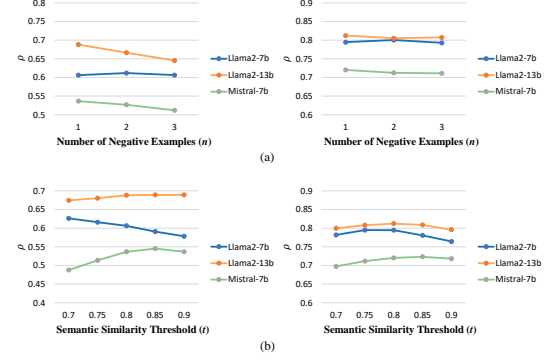 0.8
0.75
0.7
0.65
0.6
0.55
0.5
ρ
1 2 3
Number of Negative Examples (n)
Llama2-7b
Llama2-13b
Mistral-7b
0.9
0.85
0.8
0.75
0.7
0.65
0.6
ρ
1 2 3
Number of Negative Examples (n)
Llama2-7b
Llama2-13b
Mistral-7b
(a)
0.7
0.65
0.6
0.55
0.5
0.45
0.4
ρ
0.7 0.75 0.8 0.85 0.9
Semantic Similarity Threshold (t)
Llama2-7b
Llama2-13b
Mistral-7b
0.9
0.85
0.8
0.75
0.7
0.65
0.6
ρ
0.7 0.75 0.8 0.85 0.9
Semantic Similarity Threshold (t)
Llama2-7b
Llama2-13b
Mistral-7b
(b)